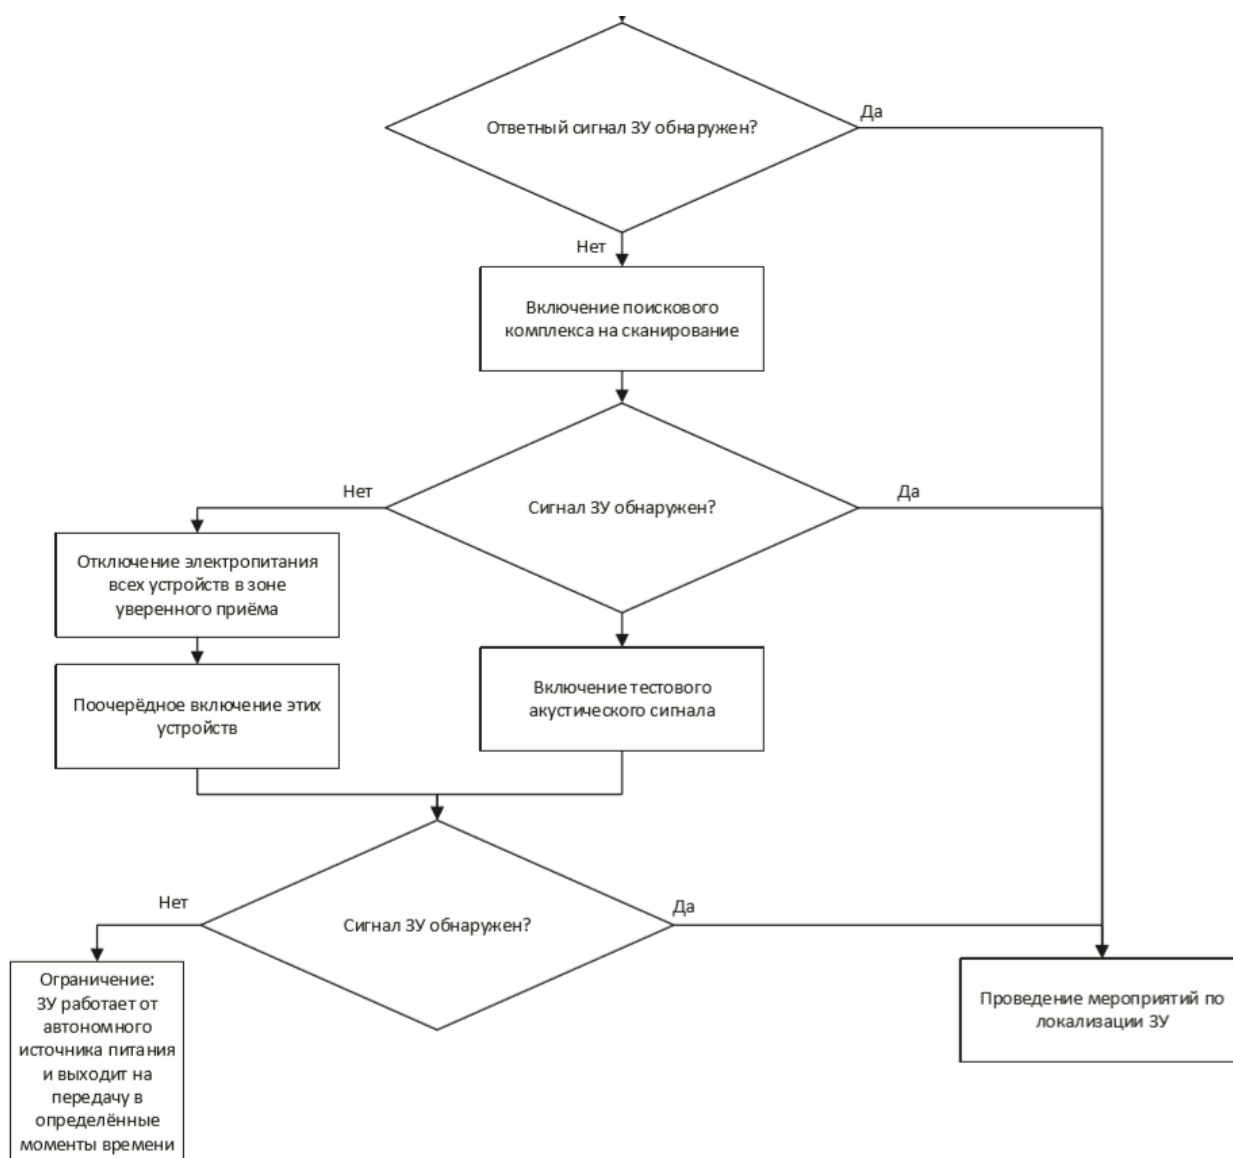 Да
Ответный сигнал ЗУ обнаружен?
Нет
Включение поискового
комплекса на сканирование
Нет
Да
Сигнал ЗУ обнаружен?
Отключение электропитания
всех устройств в зоне
уверенного приёма
Включение тестового
акустического сигнала
Поочерёдное включение этих
устройств
Нет
Да
Сигнал ЗУ обнаружен?
Ограничение:
ЗУ работает от
автономного
источника питания
и выходит на
передачу в
определённые
моменты времени
Проведение мероприятий по
локализации ЗУ